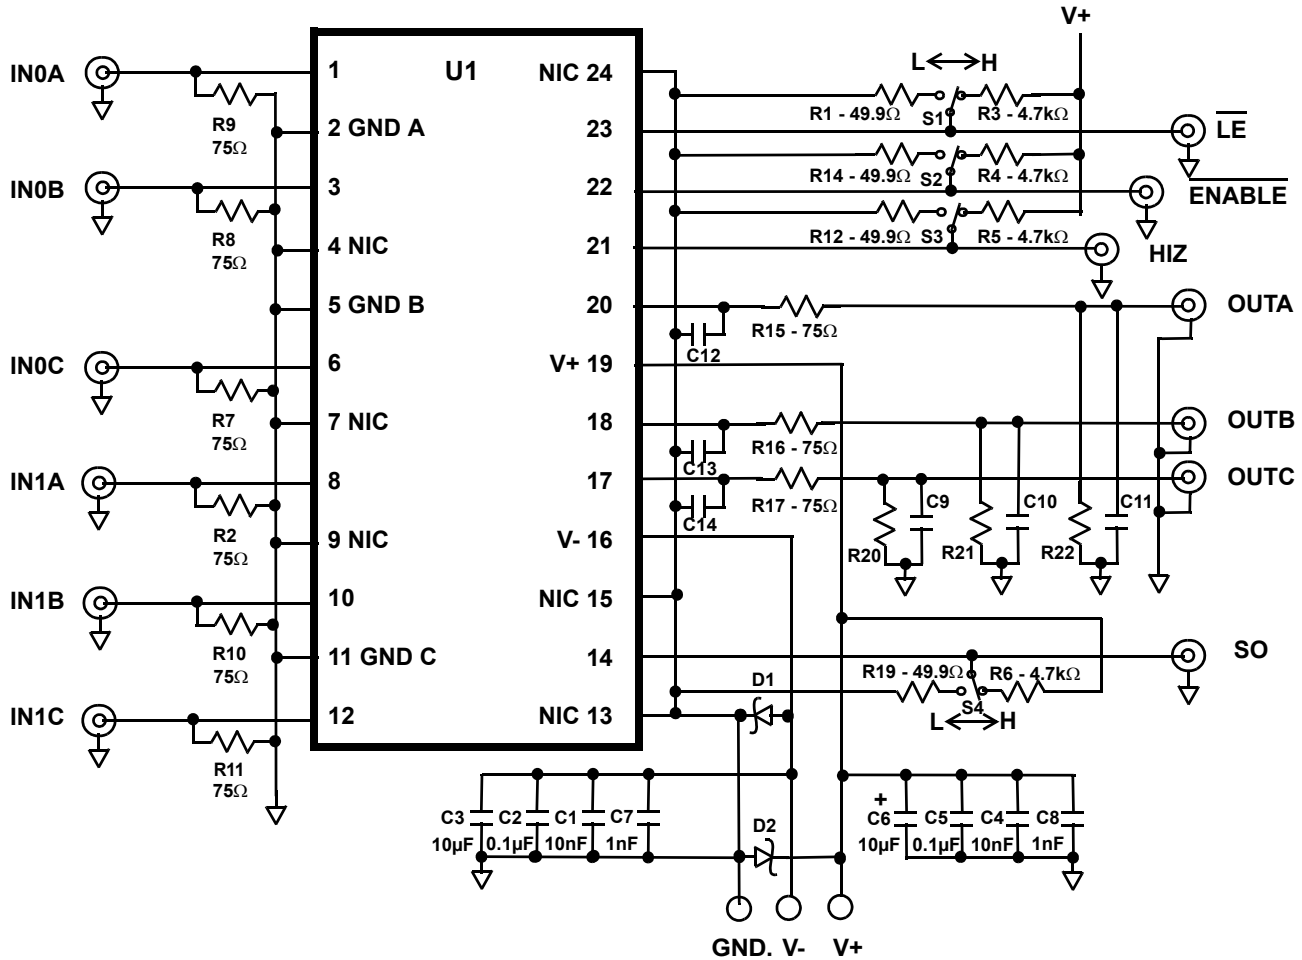 V+
IN0A
1
U1
NIC 24
L
H
R9
75Ω
R1 - 49.9Ω
S1
R3 - 4.7kΩ
2 GND A
23
LE
IN0B
3
22
R14 - 49.9Ω
S2
R4 - 4.7kΩ
ENABLE
R8
75Ω
4 NIC
21
R12 - 49.9Ω
S3
R5 - 4.7kΩ
HIZ
5 GND B
20
R15 - 75Ω
OUTA
C12
IN0C
6
V+ 19
R7
75Ω
7 NIC
18
R16 - 75Ω
OUTB
C13
IN1A
8
17
R17 - 75Ω
OUTC
C14
C9
C10
C11
R2
75Ω
9 NIC
V- 16
R20
R21
R22
IN1B
10
NIC 15
R10
75Ω
11 GND C
14
SO
R19 - 49.9Ω
R6 - 4.7kΩ
D1
S4
L
H
IN1C
12
NIC 13
R11
75Ω
C3
10µF
C2
0.1µF
C1
10nF
C7
1nF
D2
+
C6
10µF
C5
0.1µF
C4
10nF
C8
1nF
GND.
V-
V+